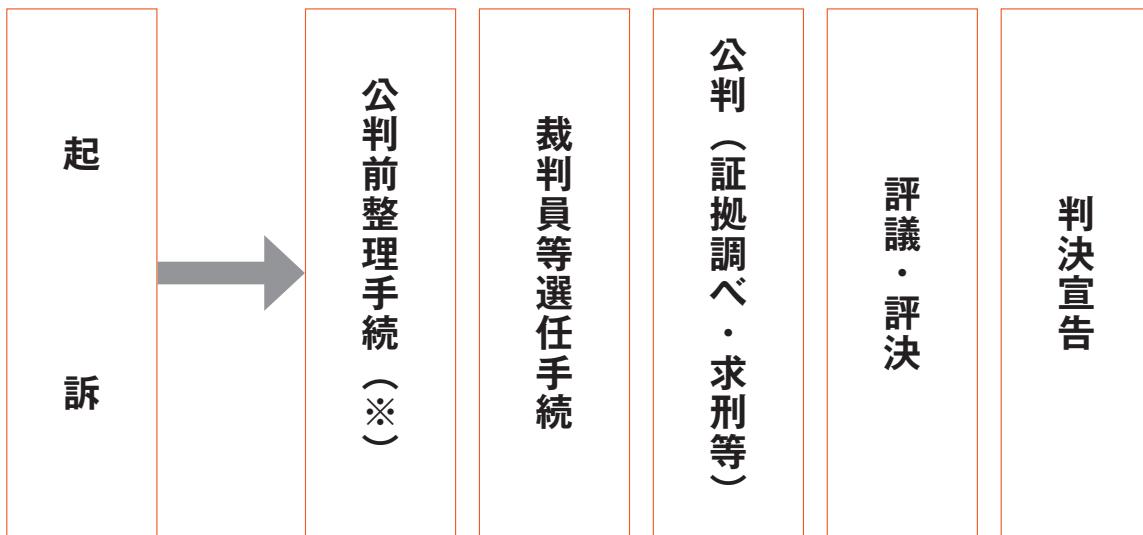 起訴
公判前整理手続（※）
裁判員等選任手続
公判（証拠調べ・求刑等）
評議・評決
判決宣告